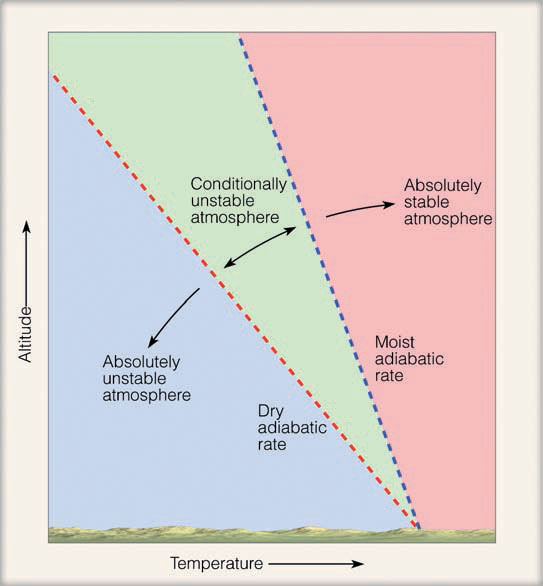 Conditionally
unstable
atmosphere
Absolutely
stable
atmosphere
Altitude
Absolutely
unstable
atmosphere
Moist
adiabatic
rate
Dry
adiabatic
rate
Temperature